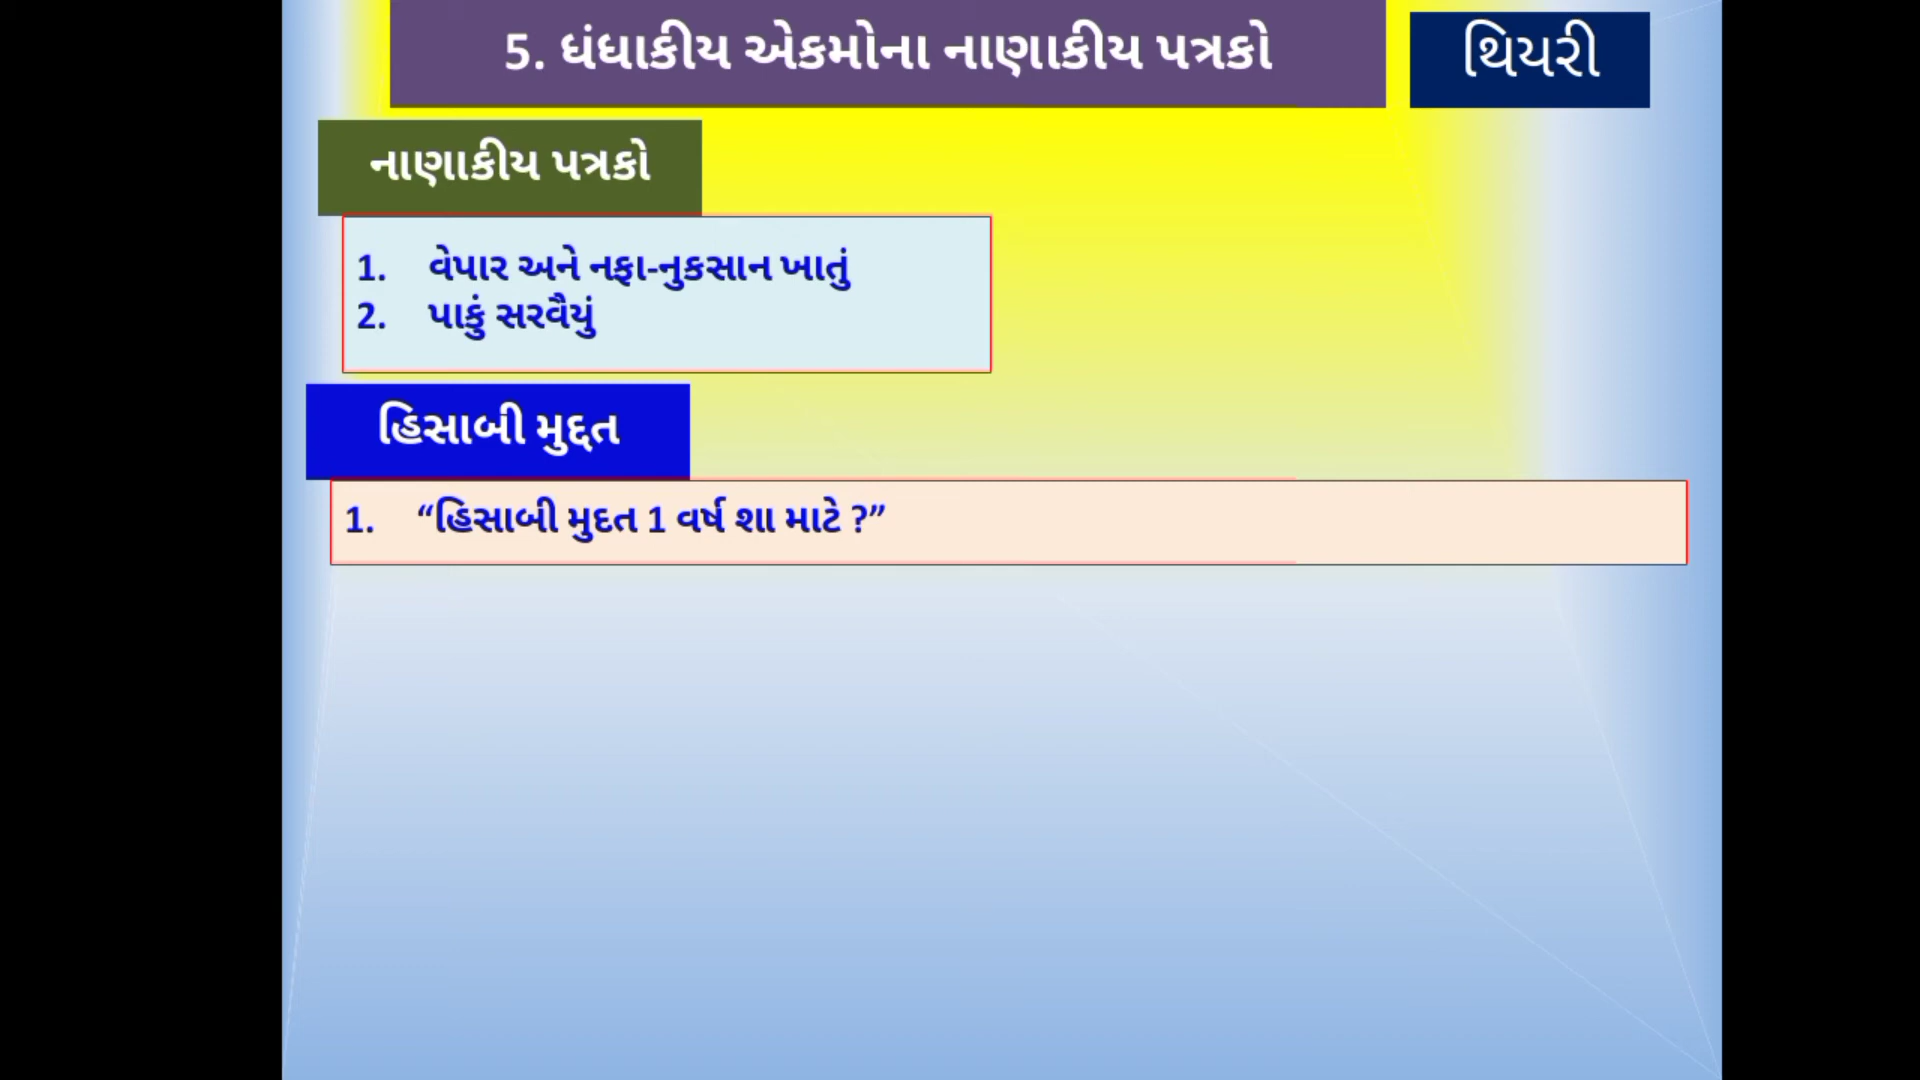 5. ધંધાકીય એકમોના નાણાકીય પત્રકો
થિયરી
નાણાકીય પત્રકો
1. વેપાર અને નફા-નુકસાન ખાતું
2. પાકું સરવૈયું
હિસાબી મુદ્દત
1. “હિસાબી મુદત 1 વર્ષ શા માટે ?”